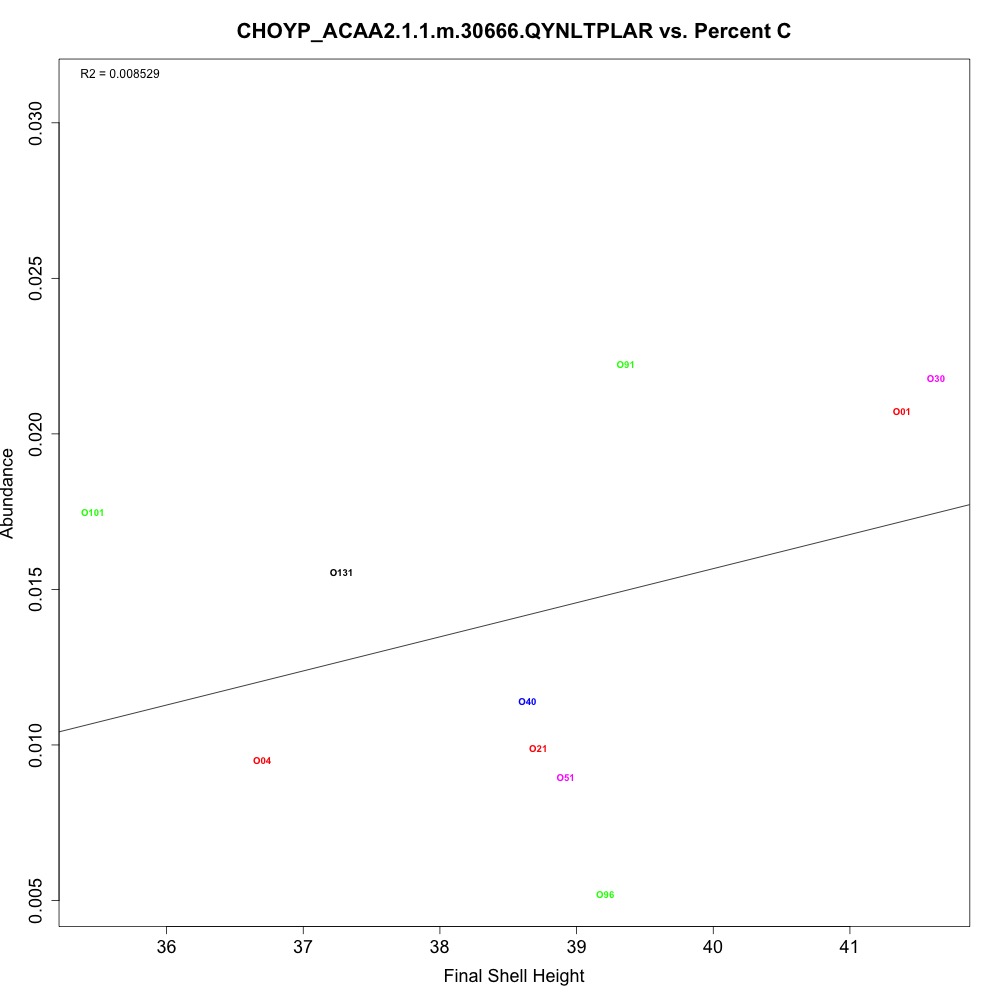 CHOYP_ACAA2.1.1.m.30666.QYNLTPLAR vs. Percent C
R2 = 0.008529
0.030
0.025
0.020
0.015
0.010
0.005
Abundance
O91
O30
O01
O101
O131
O40
O21
O04
O51
O96
36 37 38 39 40 41
Final Shell Height